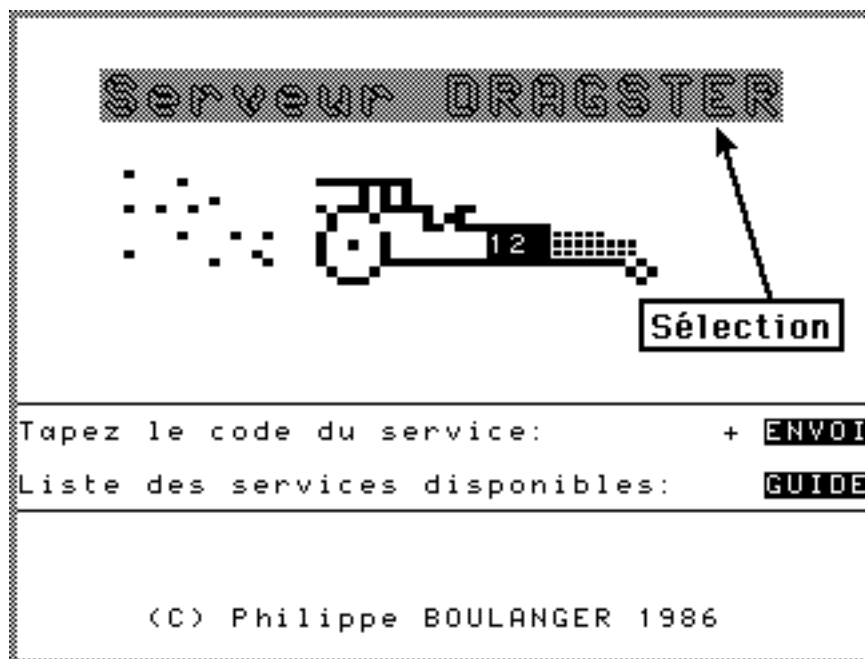 Serveur DRAGSTER
12
Sélection
Tapez le code du service: + ENVOI
Liste des services disponibles: GUIDE
(C) Philippe BOULANGER 1986